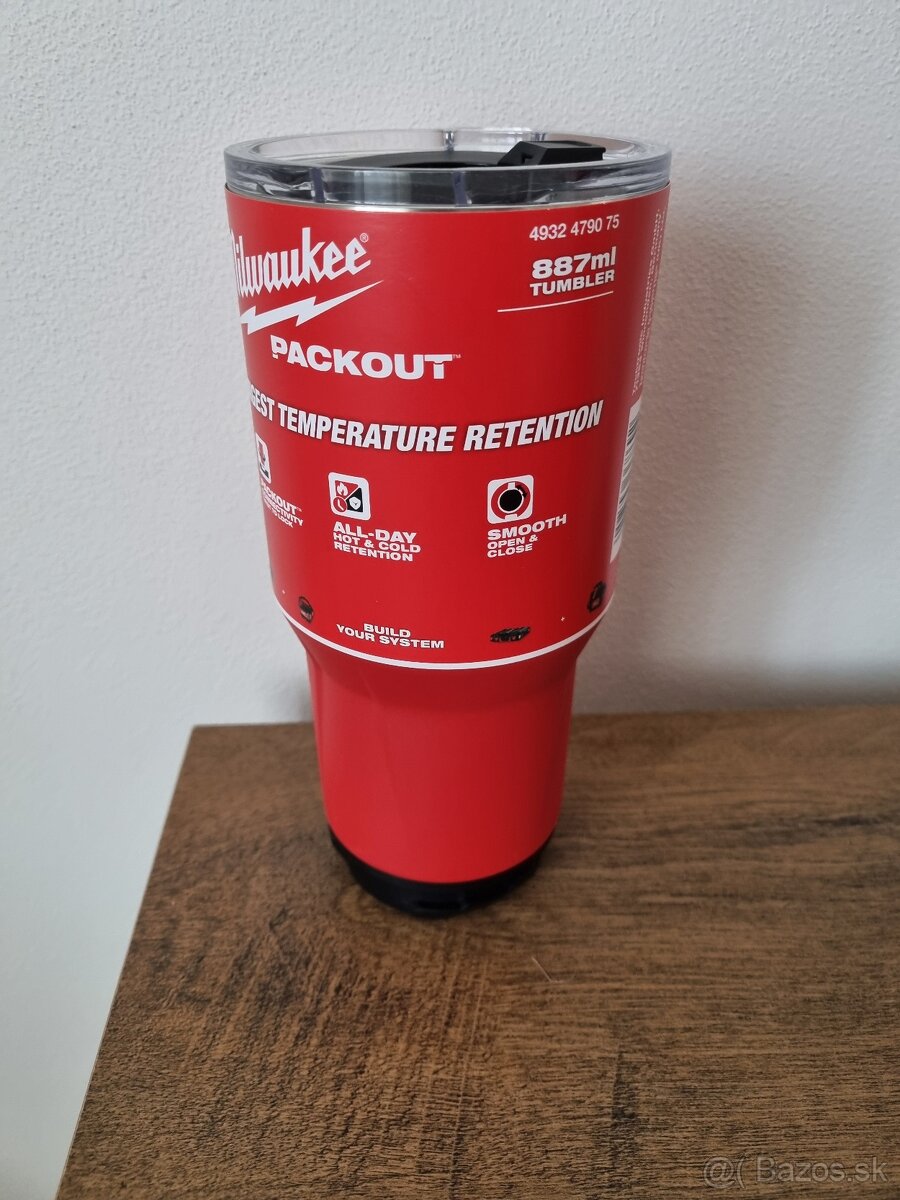 Milwaukee®
PACKOUT™
4932 4790 75
887ml
TUMBLER
TEMPERATURE RETENTION
ALL-DAY
HOT & COLD
RETENTION
SMOOTH
OPEN &
CLOSE
BUILD
YOUR SYSTEM
@( Bazos.sk